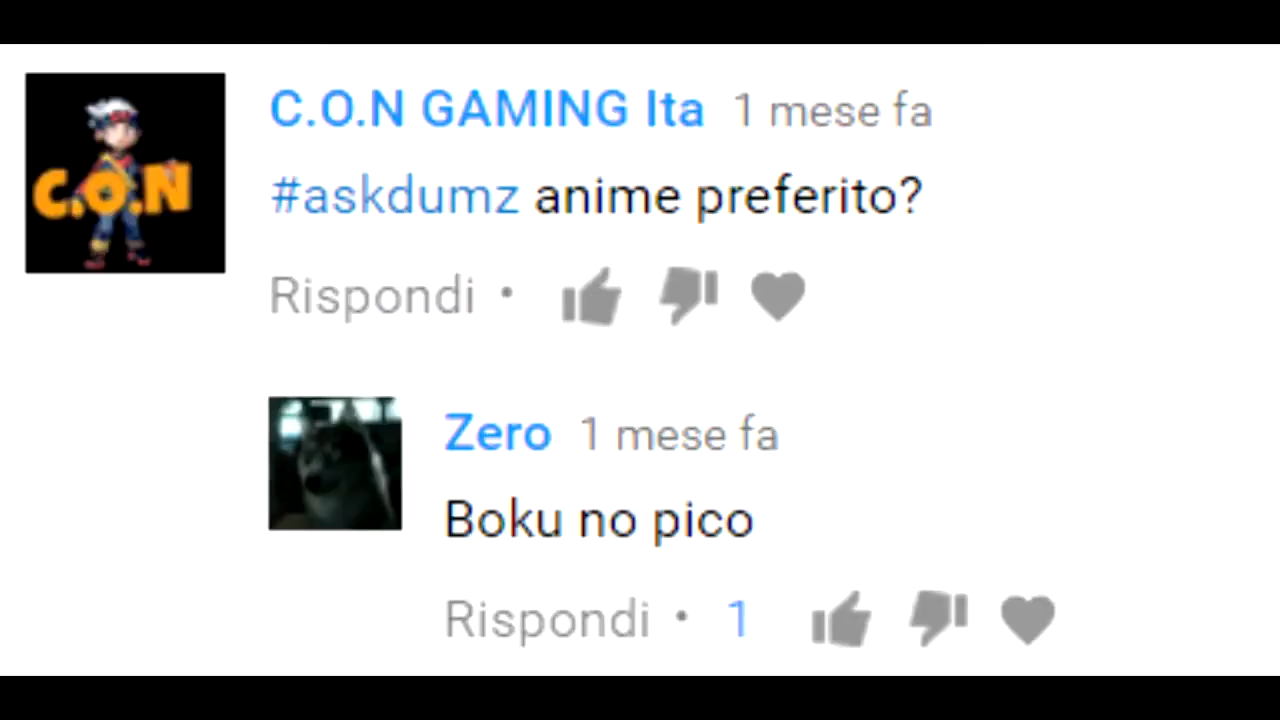 C.O.N
C.O.N GAMING Ita 1 mese fa
#askdumz anime preferito?
Rispondi •
Zero 1 mese fa
Boku no pico
Rispondi • 1